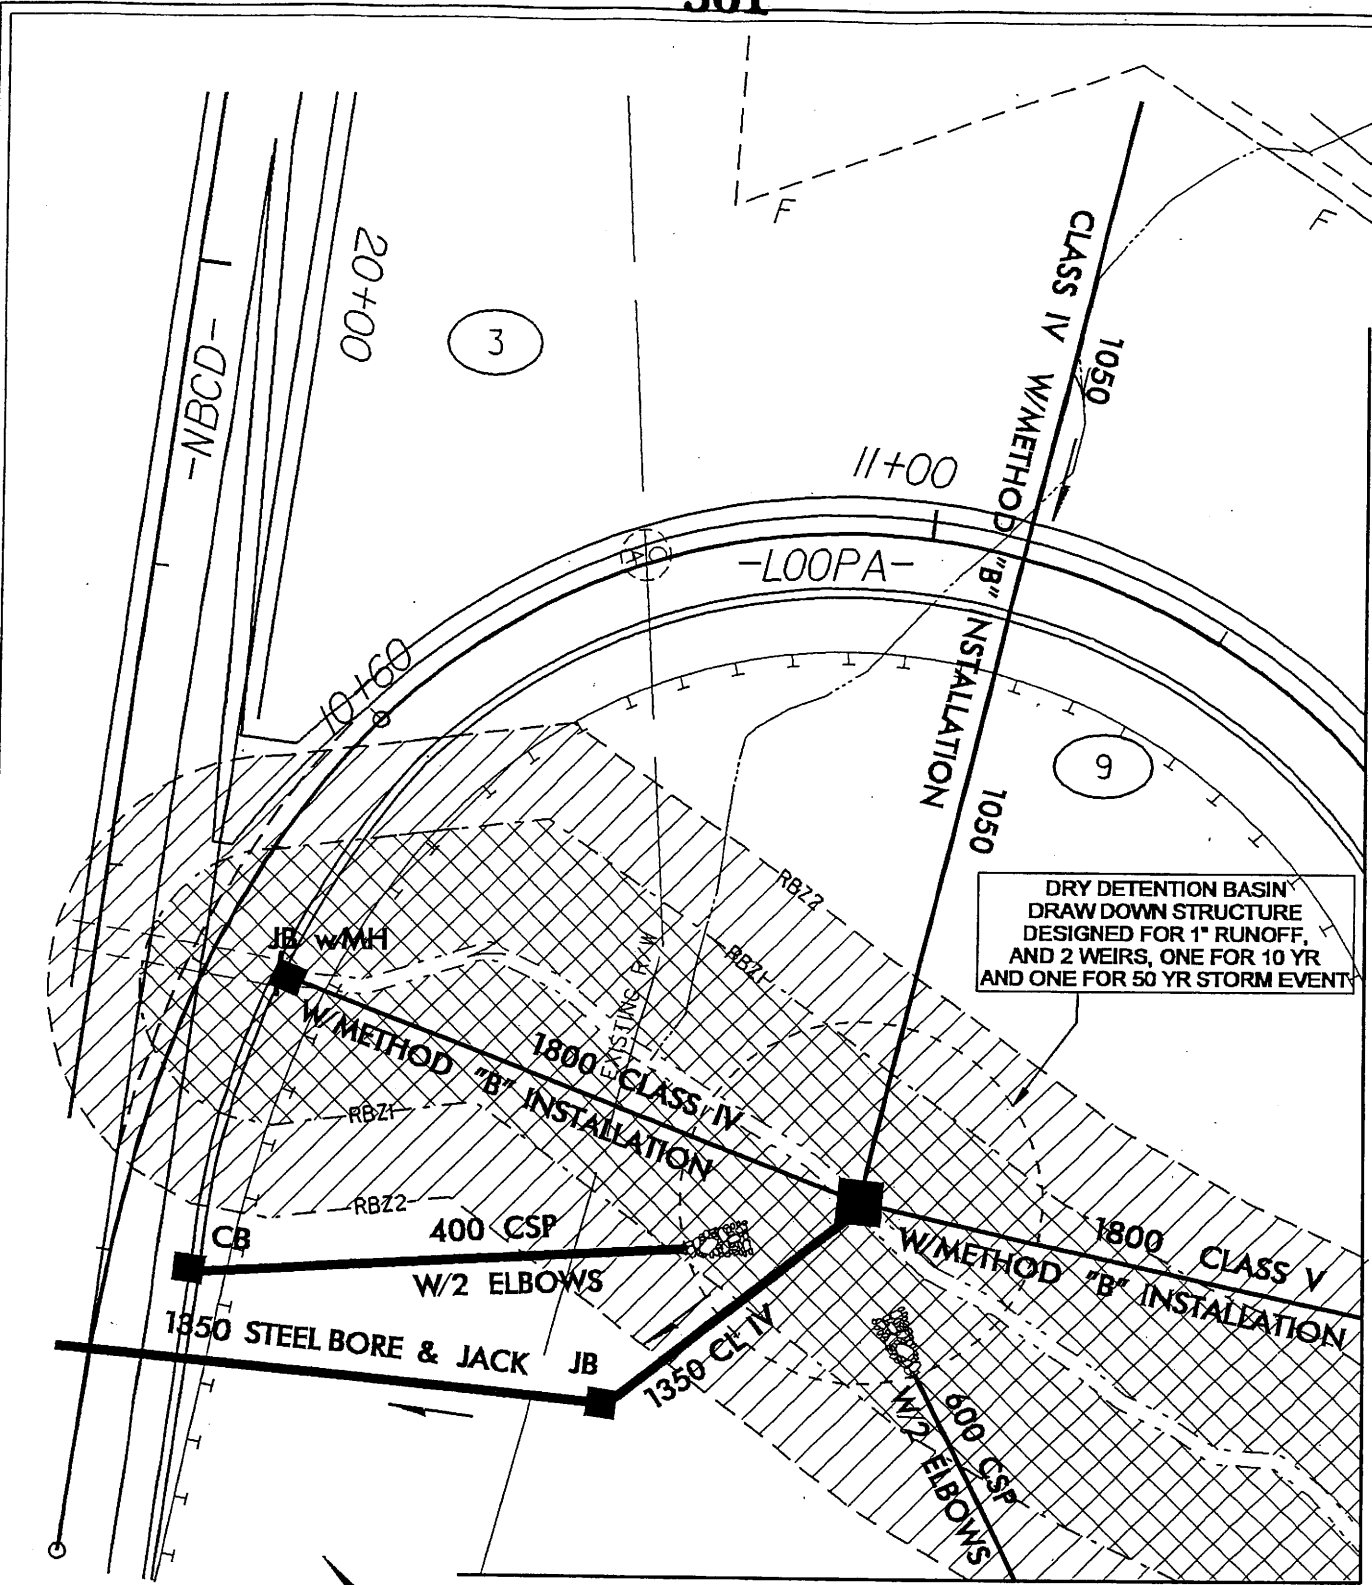 F
F
20+00
3
-NBCD-
CLASS IV W/METHOD "B" INSTALLATION
1050
11+00
-LOOPA-
10+60
9
1050
DRY DETENTION BASIN
DRAW DOWN STRUCTURE
DESIGNED FOR 1" RUNOFF,
AND 2 WEIRS, ONE FOR 10 YR
AND ONE FOR 50 YR STORM EVENT
RBZ2
RBZ1
JB w/MH
EXISTING R/W
1800 CLASS IV
W/METHOD "B" INSTALLATION
RBZ1
RBZ2
CB
400 CSP
W/2 ELBOWS
1800 CLASS V
W/METHOD "B" INSTALLATION
1350 STEEL BORE & JACK
JB
1350 CL IV
600 CSP
W/2 ELBOWS